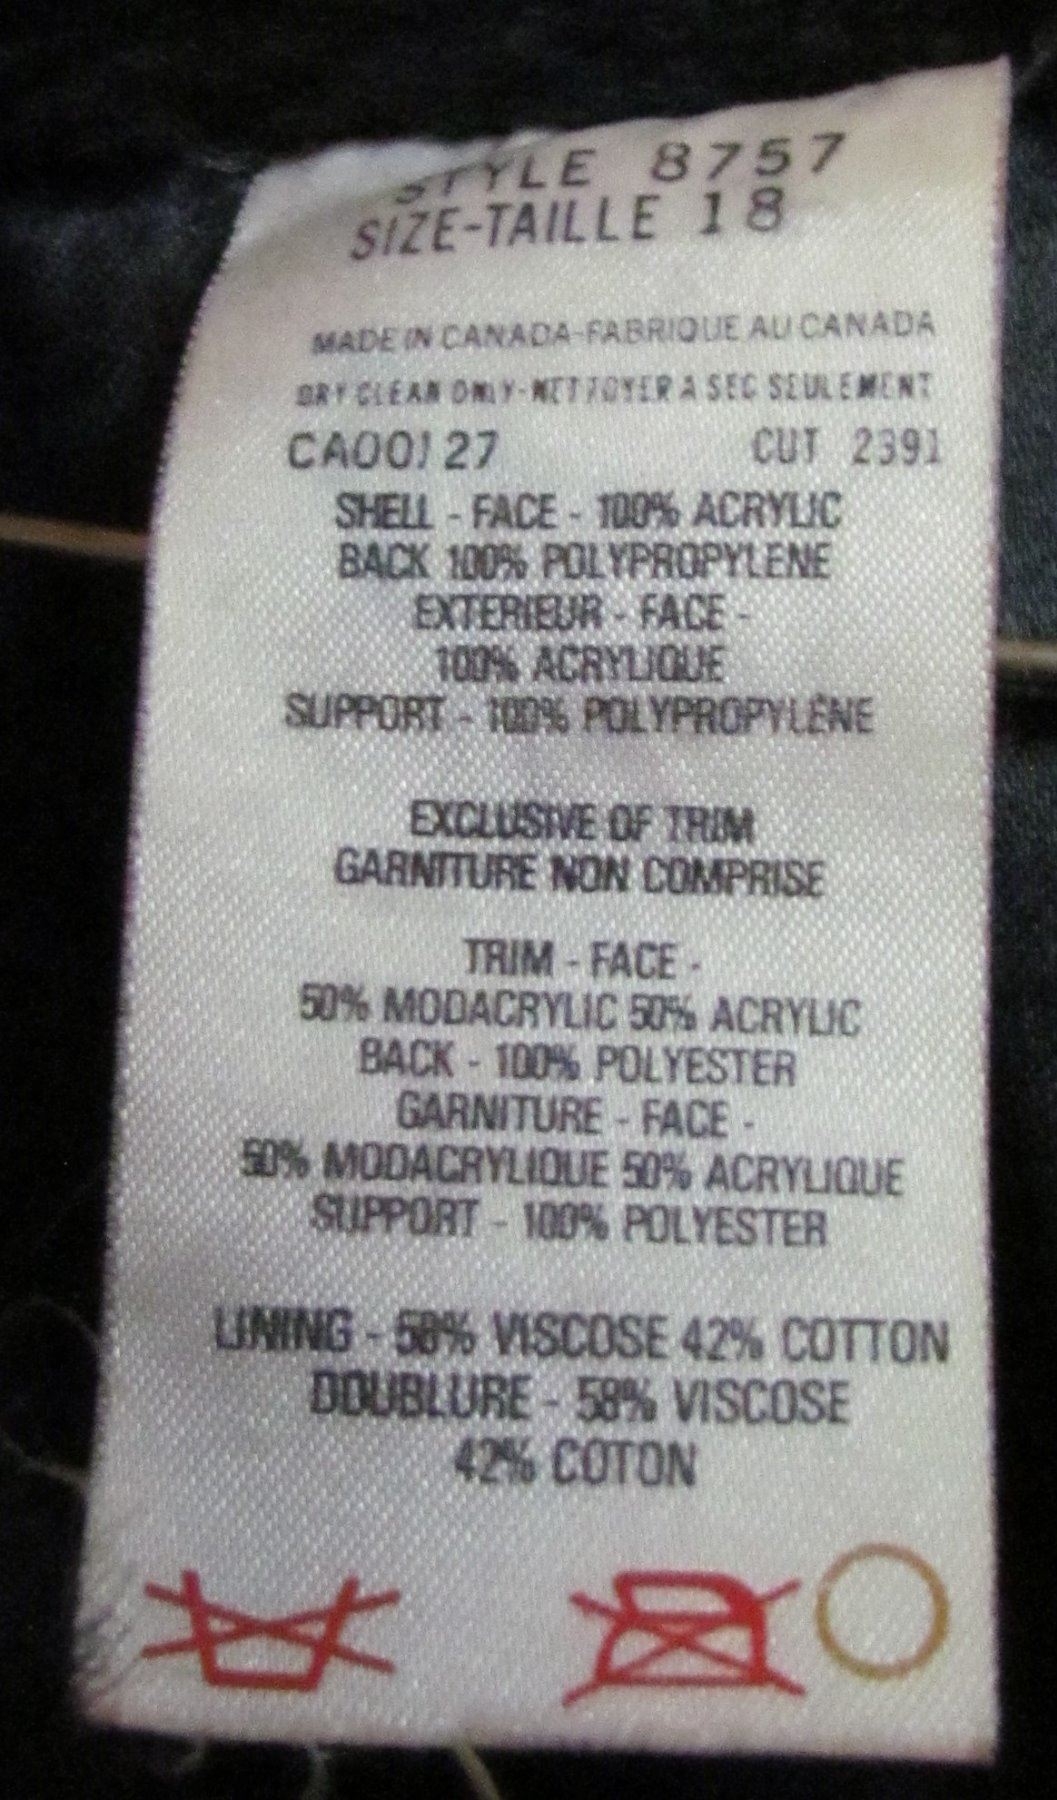 STYLE 8757
SIZE-TAILLE 18
MADE IN CANADA-FABRIQUE AU CANADA
DRY CLEAN ONLY-NETTOYER A SEC SEULEMENT
CA00127 CUT 2391
SHELL - FACE - 100% ACRYLIC
BACK 100% POLYPROPYLENE
EXTERIEUR - FACE -
100% ACRYLIQUE
SUPPORT - 100% POLYPROPYLÉNE
EXCLUSIVE OF TRIM
GARNITURE NON COMPRISE
TRIM - FACE -
50% MODACRYLIC 50% ACRYLIC
BACK - 100% POLYESTER
GARNITURE - FACE -
50% MODACRYLIQUE 50% ACRYLIQUE
SUPPORT - 100% POLYESTER
LINING - 58% VISCOSE 42% COTTON
DOUBLURE - 58% VISCOSE
42% COTON